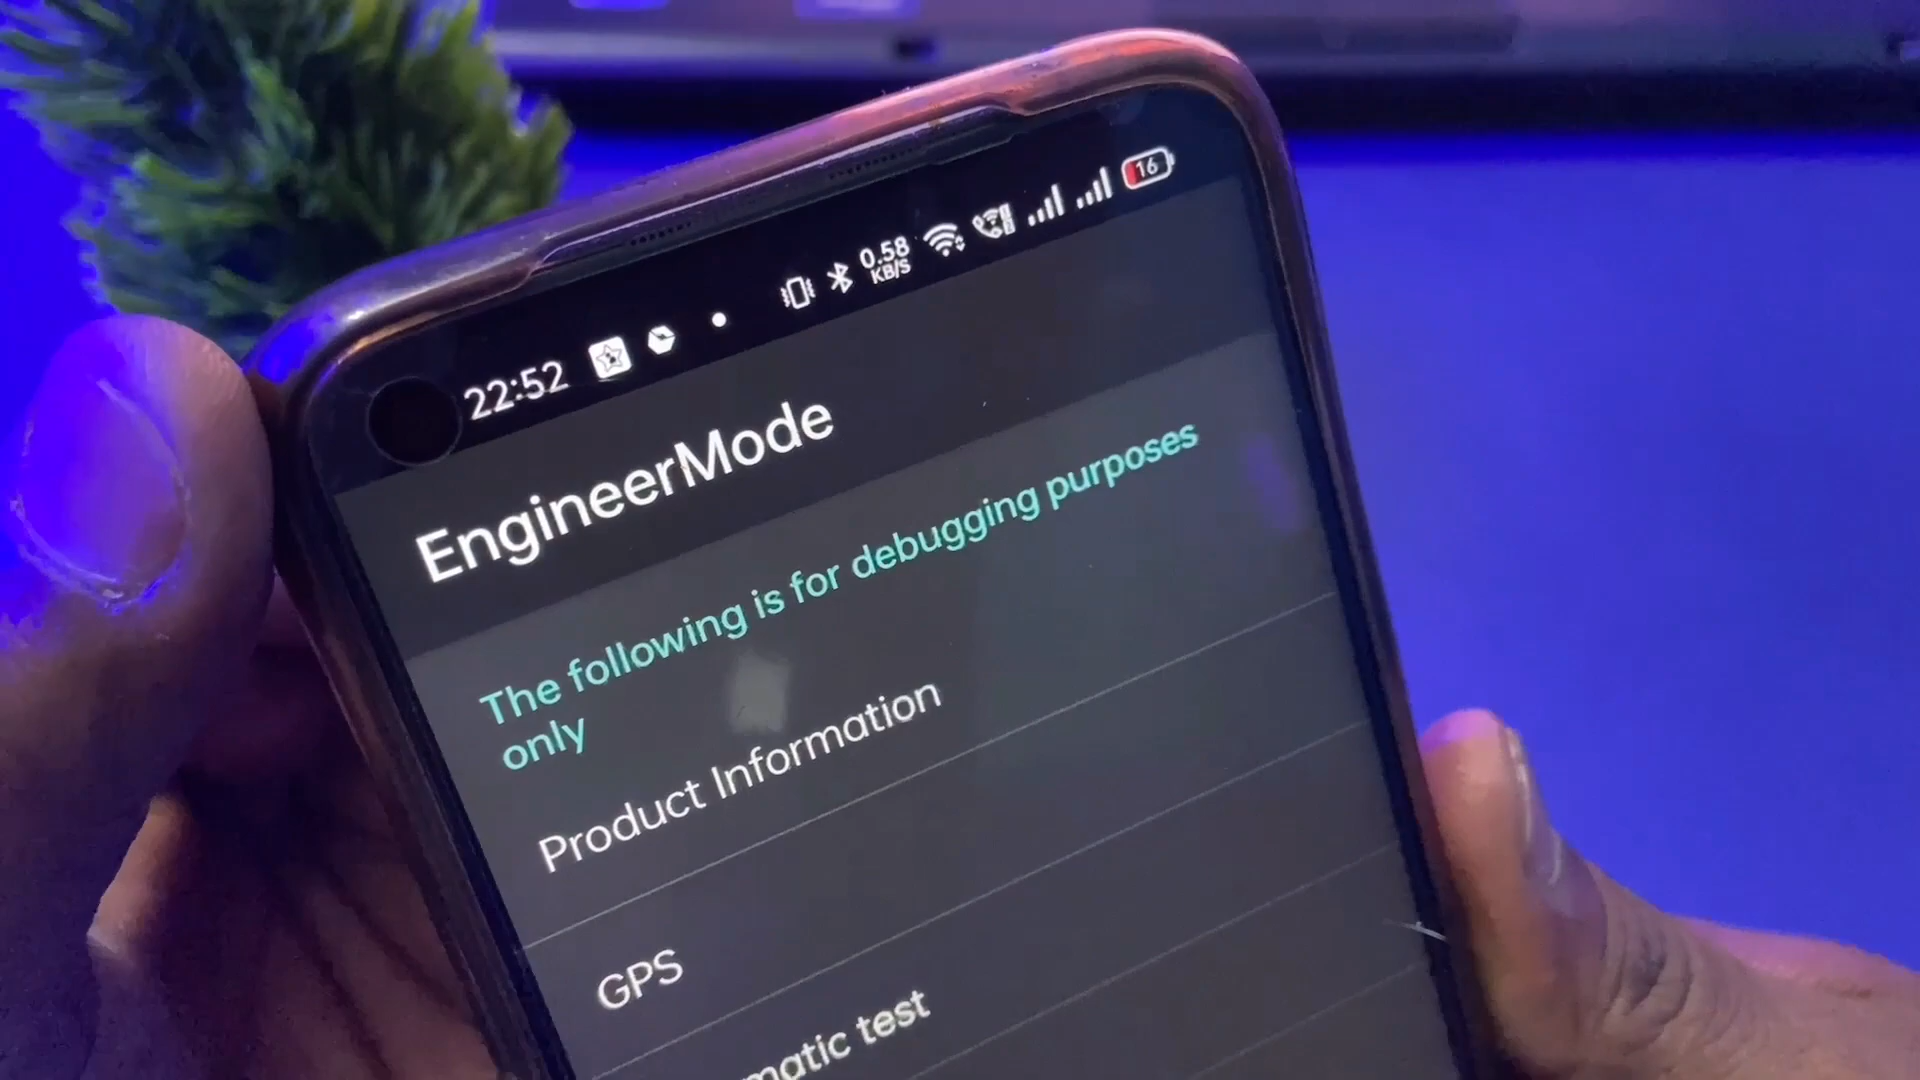 22:52
0.58
KB/S
16
EngineerMode
The following is for debugging purposes
only
Product Information
GPS
test